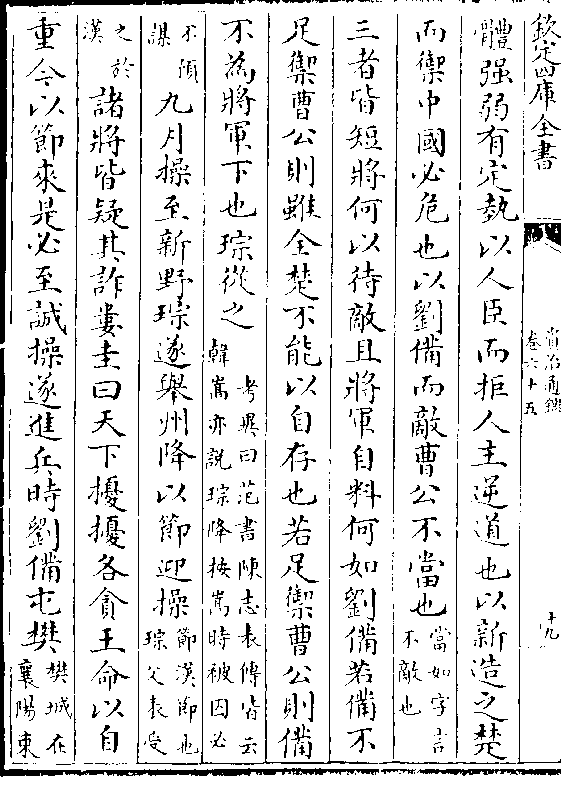 欽定四庫全書
資治通鑑
卷六十五
十九
體强弱有定埶以人臣而拒人主逆道也以新造之楚
而禦中國必危也以劉備而敵曹公不當也當如字言
不敵也
三者皆短將何以待敵且將軍自料何如劉備若備不
足禦曹公則雖全楚不能以自存也若足禦曹公則備
不為將軍下也琮從之考異曰范書陳志表傳皆云
韓嵩亦說琮降按嵩時被囚必
不預
謀九月操至新野琮遂舉州降以節迎操節漢節也
琮父表受
之於
漢諸將皆疑其詐婁圭曰天下擾擾各貪王命以自
重今以節來是必至誠操遂進兵時劉備屯樊樊城在
襄陽東